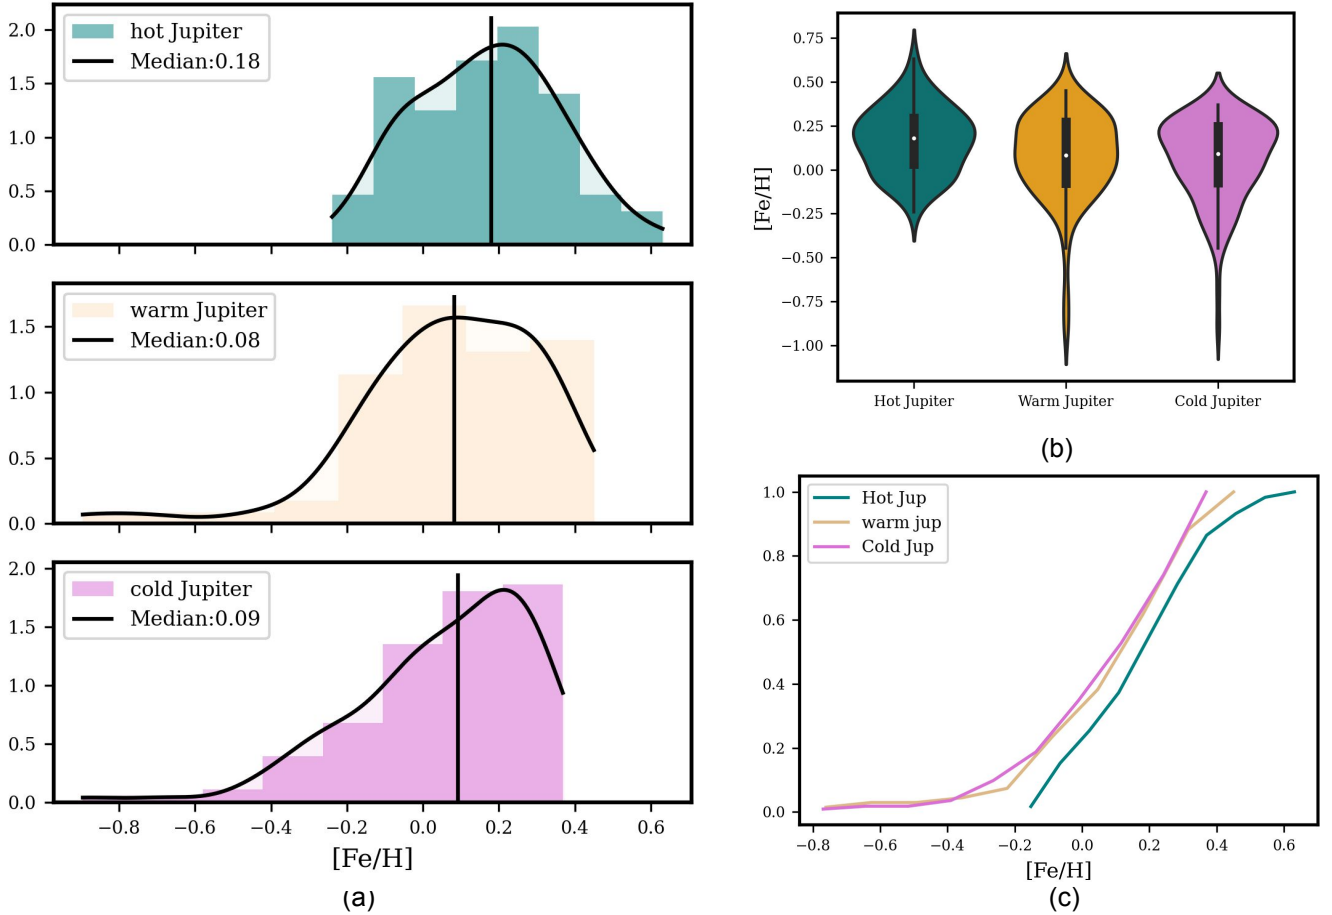 2.0
1.5
1.0
0.5
0.0
hot Jupiter
Median:0.18
1.5
1.0
0.5
0.0
warm Jupiter
Median:0.08
2.0
1.5
1.0
0.5
0.0
cold Jupiter
Median:0.09
−0.8 −0.6 −0.4 −0.2 0.0 0.2 0.4 0.6
[Fe/H]
(a)
0.75
0.50
0.25
0.00
−0.25
−0.50
−0.75
−1.00
[Fe/H]
Hot Jupiter Warm Jupiter Cold Jupiter
(b)
1.0
0.8
0.6
0.4
0.2
0.0
Hot Jup
warm jup
Cold Jup
−0.8 −0.6 −0.4 −0.2 0.0 0.2 0.4 0.6
[Fe/H]
(c)